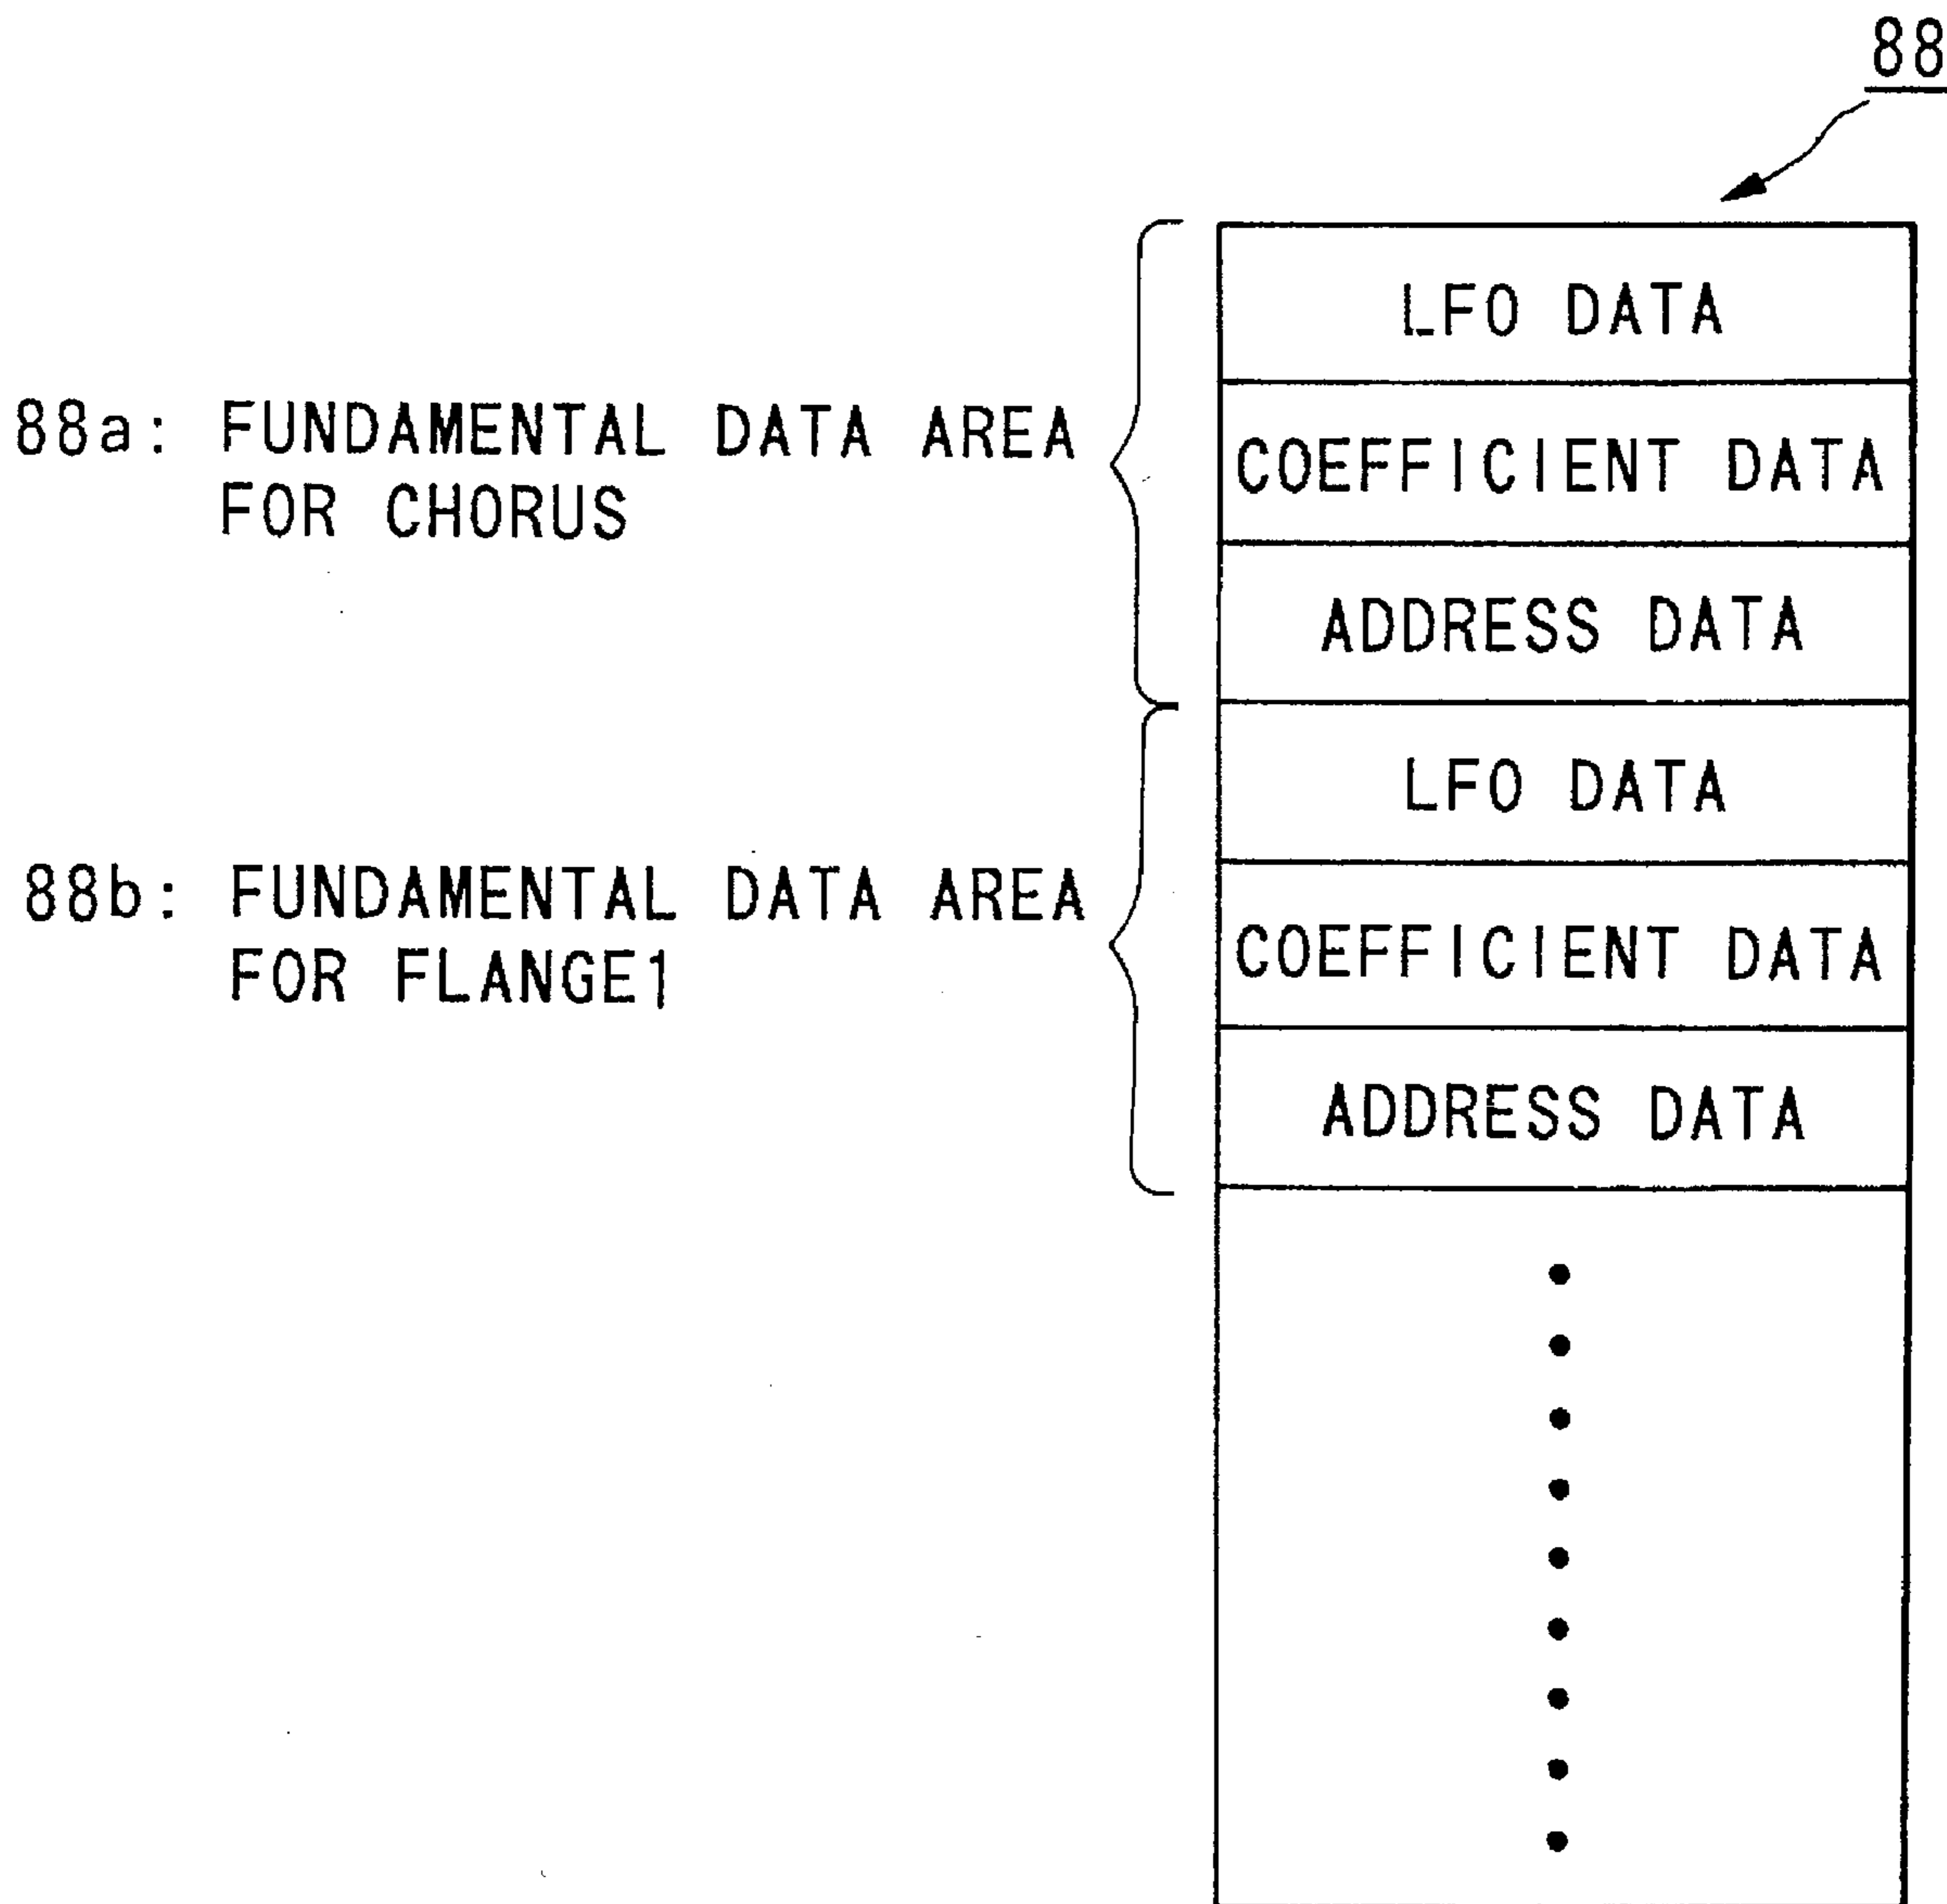 88
LFO DATA
88a: FUNDAMENTAL DATA AREA
FOR CHORUS
COEFFICIENT DATA
ADDRESS DATA
LFO DATA
88b: FUNDAMENTAL DATA AREA
FOR FLANGE1
COEFFICIENT DATA
ADDRESS DATA